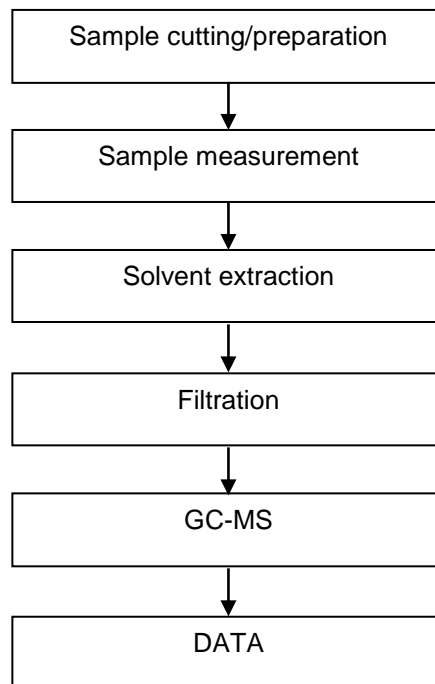 Sample cutting/preparation
Sample measurement
Solvent extraction
Filtration
GC-MS
DATA